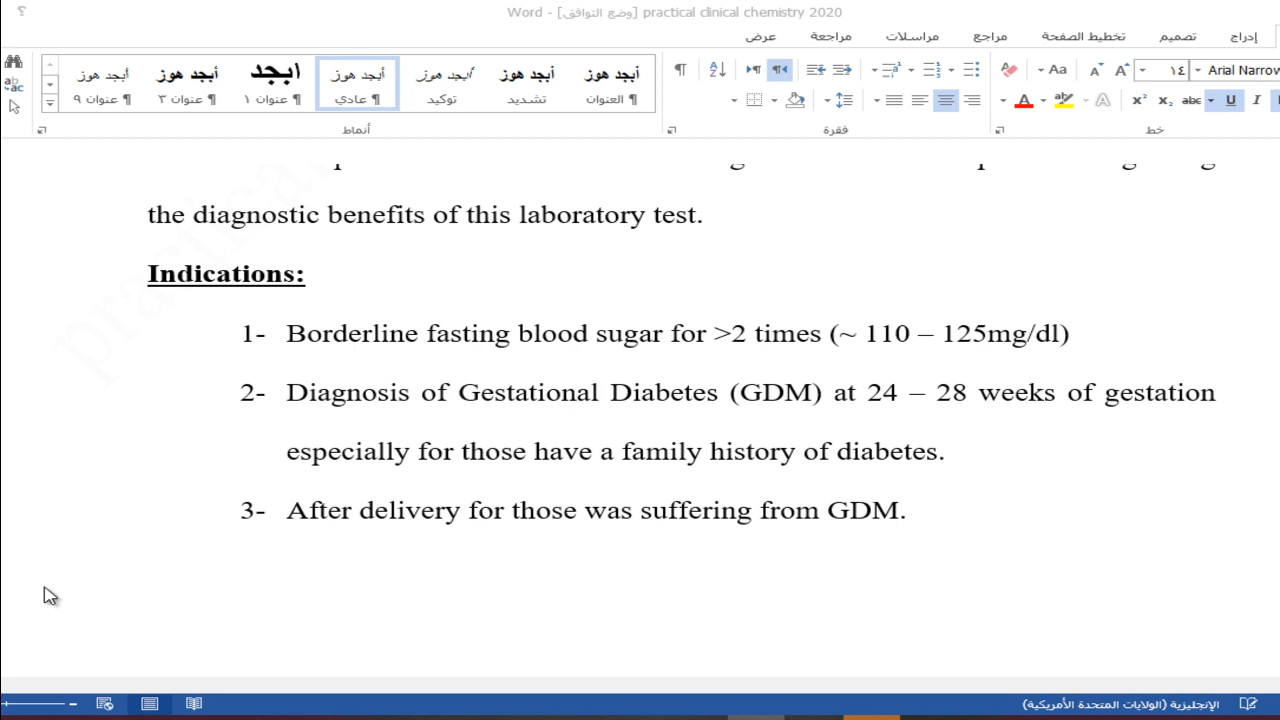 ؟
practical clinical chemistry 2020 [وضع التوافق] - Word
إدراج تصميم تخطيط الصفحة مراجع مراسلات مراجعة عرض
Arial Narrow ١٤ Aa
U I abc x₂ x² A
أبجد هوز أبجد هوز ابجد أبجد هوز أبجد هوز أبجد هوز أبجد هوز
العنوان تشديد توكيد عادي عنوان ١ عنوان ٣ عنوان ٩
خط فقرة أنماط
the diagnostic benefits of this laboratory test.
Indications:
1- Borderline fasting blood sugar for >2 times (~ 110 – 125mg/dl)
2- Diagnosis of Gestational Diabetes (GDM) at 24 – 28 weeks of gestation
especially for those have a family history of diabetes.
3- After delivery for those was suffering from GDM.
الإنجليزية (الولايات المتحدة الأمريكية)